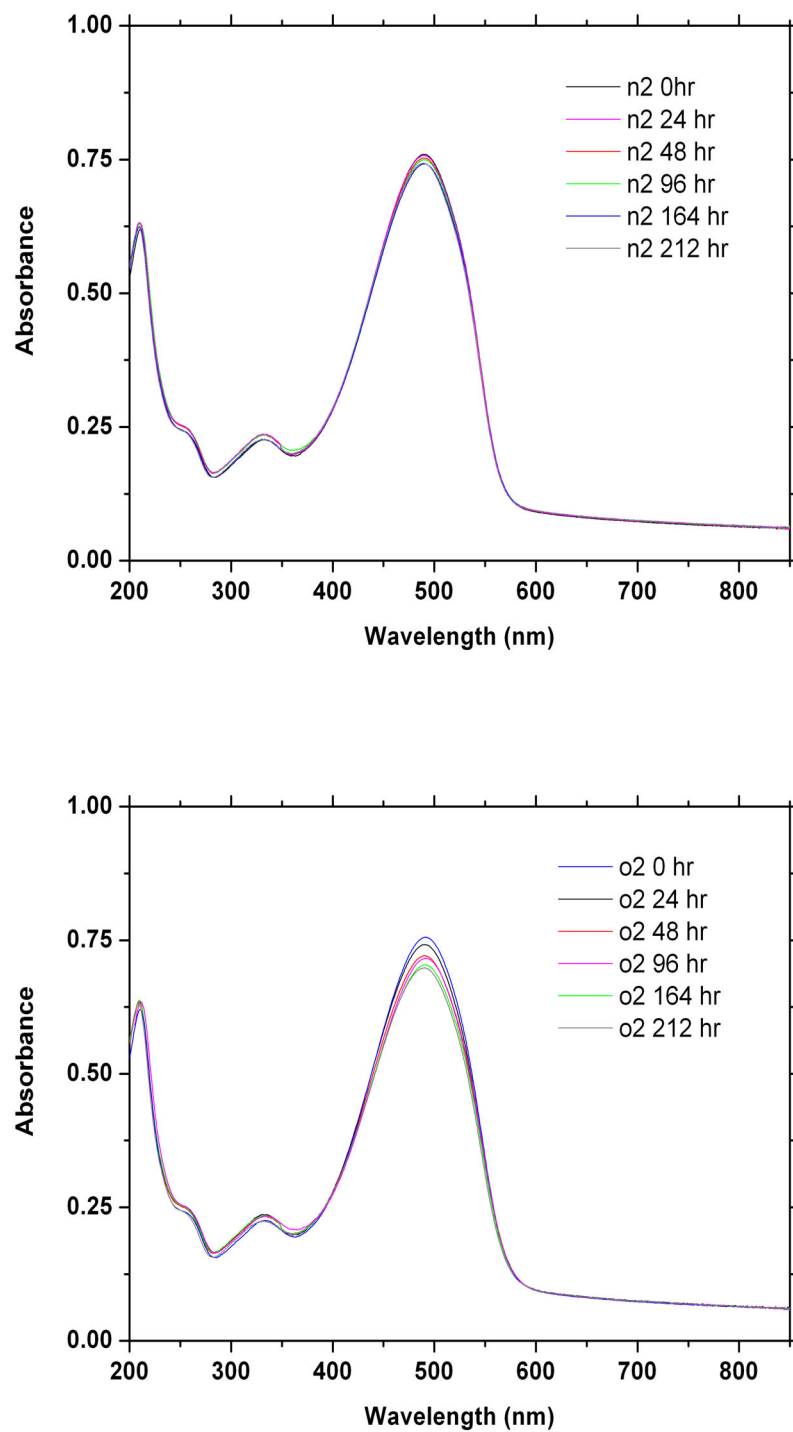 1.00
0.75
0.50
0.25
0.00
Absorbance
n2 0hr
n2 24 hr
n2 48 hr
n2 96 hr
n2 164 hr
n2 212 hr
200 300 400 500 600 700 800
Wavelength (nm)
1.00
0.75
0.50
0.25
0.00
Absorbance
o2 0 hr
o2 24 hr
o2 48 hr
o2 96 hr
o2 164 hr
o2 212 hr
200 300 400 500 600 700 800
Wavelength (nm)